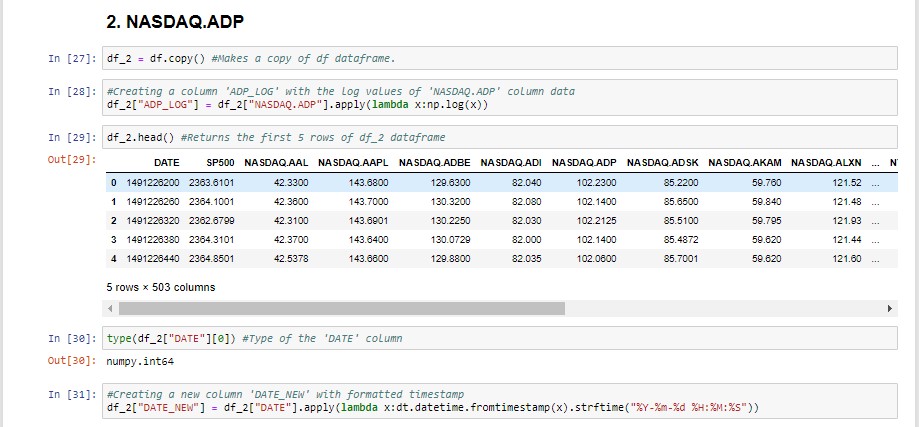 2. NASDAQ.ADP
In [27]: df_2 = df.copy() #Makes a copy of df dataframe.
In [28]: #Creating a column 'ADP_LOG' with the log values of 'NASDAQ.ADP' column data
df_2["ADP_LOG"] = df_2["NASDAQ.ADP"].apply(lambda x:np.log(x))
In [29]: df_2.head() #Returns the first 5 rows of df_2 dataframe
Out[29]:
DATE SP500 NASDAQ.AAL NASDAQ.AAPL NASDAQ.ADBE NASDAQ.ADI NASDAQ.ADP NASDAQ.ADSK NASDAQ.AKAM NASDAQ.ALXN ... N
0 1491226200 2363.6101 42.3300 143.6800 129.6300 82.040 102.2300 85.2200 59.760 121.52 ...
1 1491226260 2364.1001 42.3600 143.7000 130.3200 82.080 102.1400 85.6500 59.840 121.48 ...
2 1491226320 2362.6799 42.3100 143.6901 130.2250 82.030 102.2125 85.5100 59.795 121.93 ...
3 1491226380 2364.3101 42.3700 143.6400 130.0729 82.000 102.1400 85.4872 59.620 121.44 ...
4 1491226440 2364.8501 42.5378 143.6600 129.8800 82.035 102.0600 85.7001 59.620 121.60 ...
5 rows × 503 columns
In [30]: type(df_2["DATE"][0]) #Type of the 'DATE' column
Out[30]: numpy.int64
In [31]: #Creating a new column 'DATE_NEW' with formatted timestamp
df_2["DATE_NEW"] = df_2["DATE"].apply(lambda x:dt.datetime.fromtimestamp(x).strftime("%Y-%m-%d %H:%M:%S"))